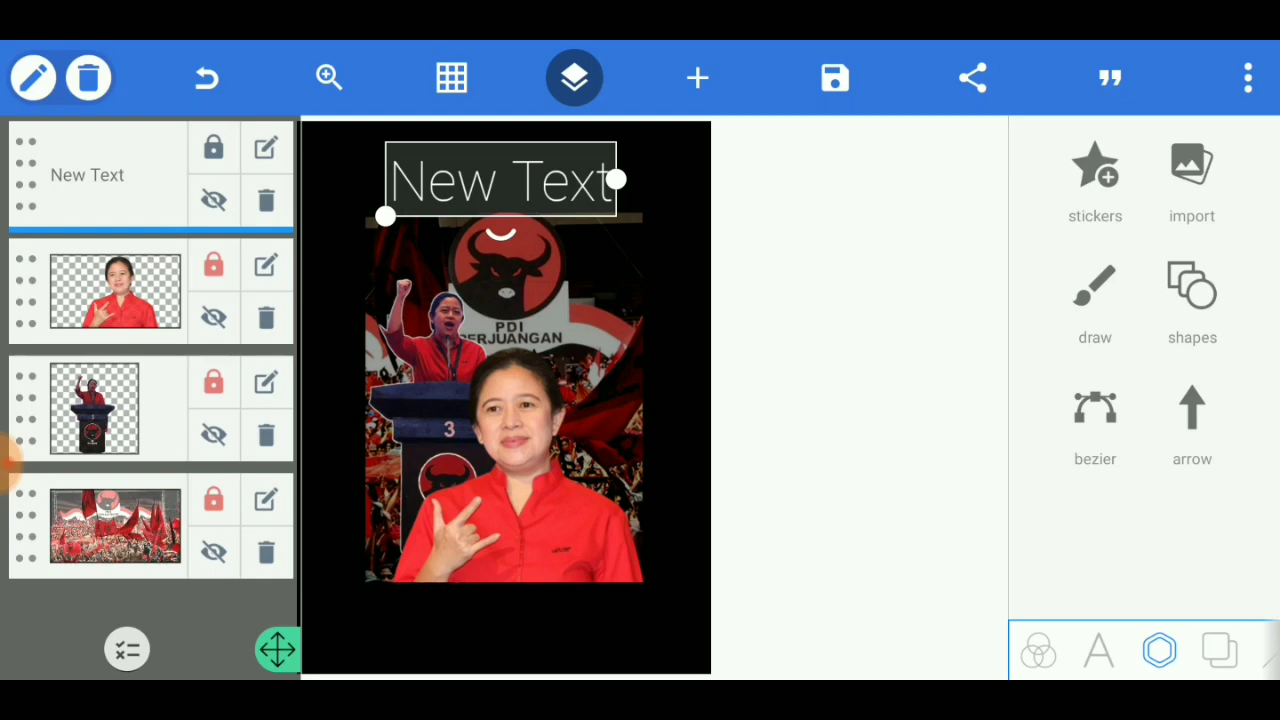 New Text
New Text
PDI
PERJUANGAN
3
stickers
import
draw
shapes
bezier
arrow